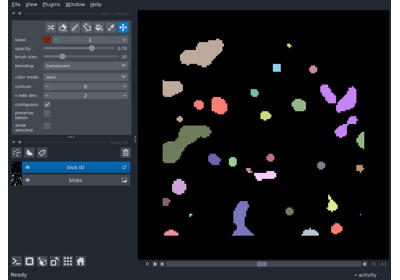 File View Plugins Window Help
label: 1
opacity: 0.70
brush size: 10
blending: translucent
color mode: auto
contour: 0
n edit dim: 2
contiguous:
preserve labels:
show selected:
blob ID
blobs
Ready
activity